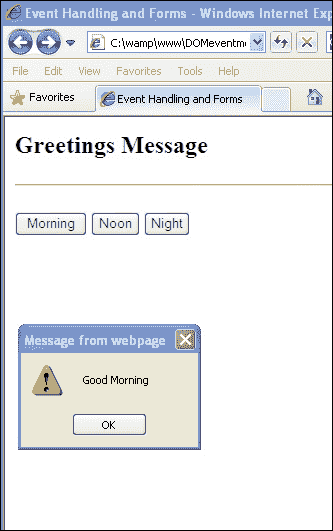 Event Handling and Forms - Windows Internet Exp
C:\wamp\www\DOMeventm
File Edit View Favorites Tools Help
Favorites
Event Handling and Forms
Greetings Message
Morning Noon Night
Message from webpage
Good Morning
OK